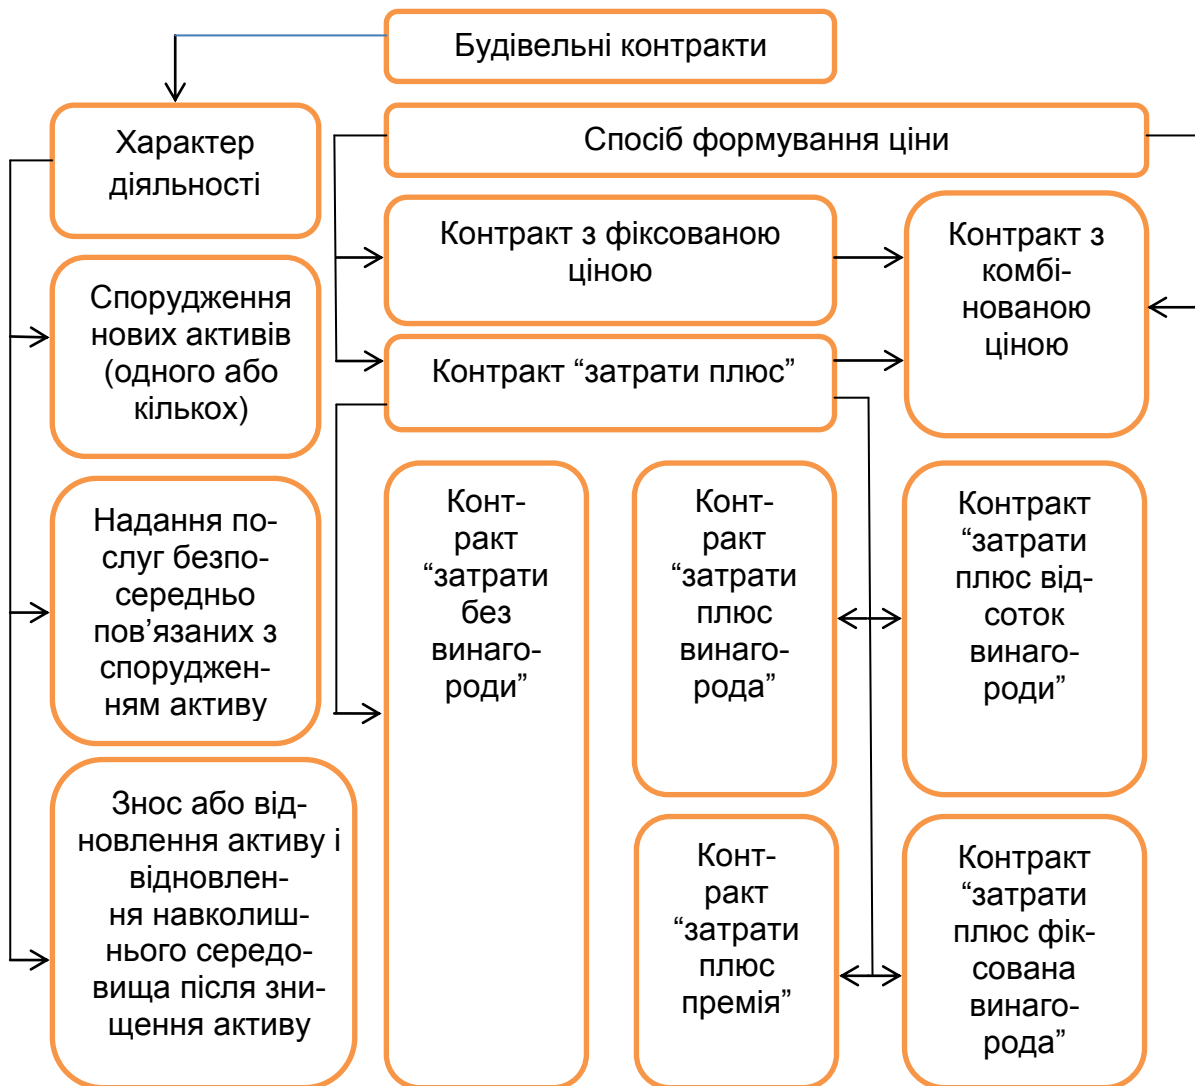 Будівельні контракти
Характер
діяльності
Спосіб формування ціни
Контракт з фіксованою
ціною
Контракт з
комбі-
нованою
ціною
Спорудження
нових активів
(одного або
кількох)
Контракт “затрати плюс”
Надання по-
слуг безпо-
середньо
пов’язаних з
спорудже­н-
ням активу
Конт-
ракт
“затрати
без
винаго-
роди”
Конт-
ракт
“затрати
плюс
винаго-
рода”
Контракт
“затрати
плюс від-
соток
винаго-
роди”
Знос або від-
новлення активу і
відновлен-
ня навколиш-
нього середо-
вища після зни-
щення активу
Конт-
ракт
“затрати
плюс
премія”
Контракт
“затрати
плюс фік-
сована
винаго-
рода”